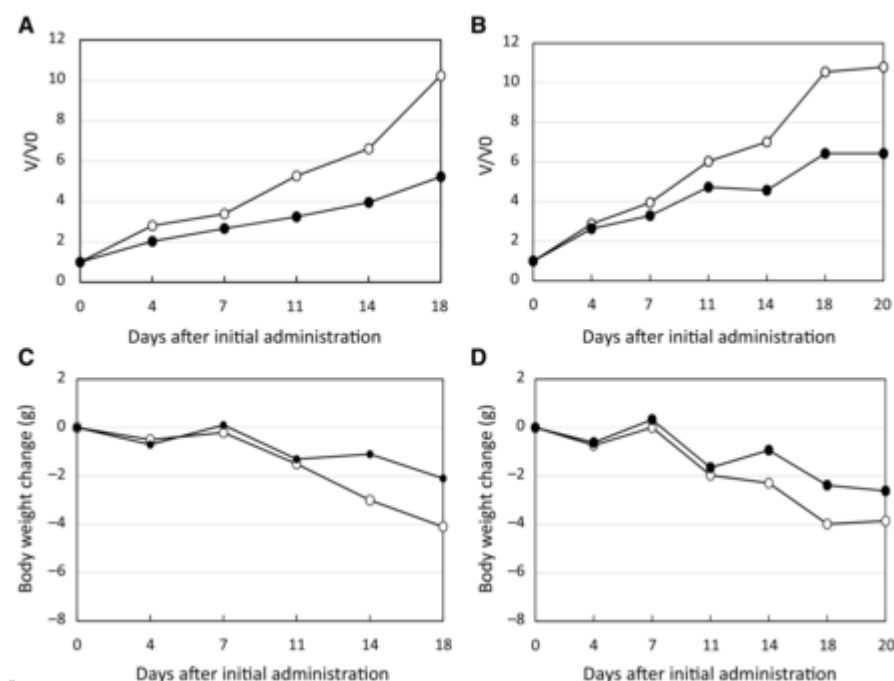 A
12
10
8
6
4
2
0
V/V0
0 4 7 11 14 18
Days after initial administration
B
12
10
8
6
4
2
0
V/V0
0 4 7 11 14 18 20
Days after initial administration
C
2
0
−2
−4
−6
−8
Body weight change (g)
0 4 7 11 14 18
Days after initial administration
D
2
0
−2
−4
−6
−8
Body weight change (g)
0 4 7 11 14 18 20
Days after initial administration